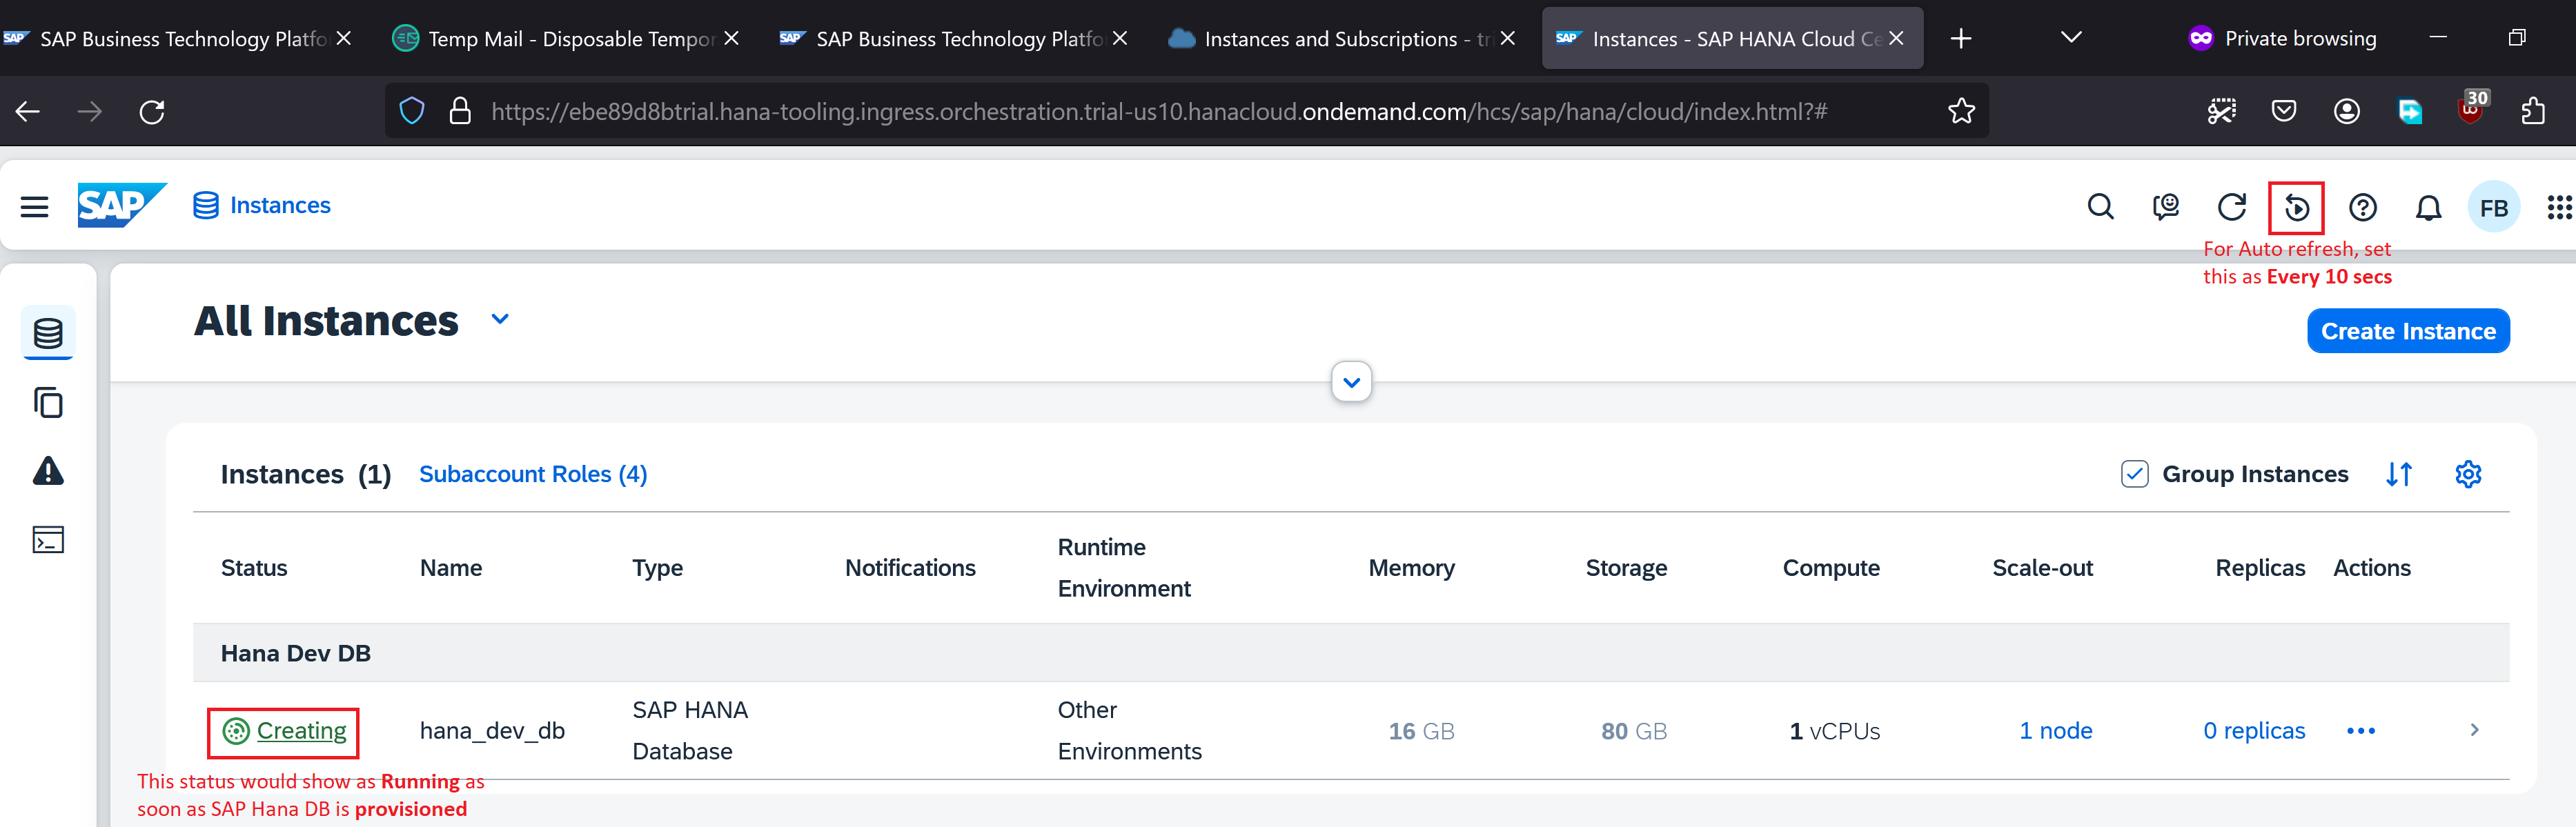 SAP SAP Business Technology Platfo
Temp Mail - Disposable Tempor
SAP SAP Business Technology Platfo
Instances and Subscriptions - tri
SAP Instances - SAP HANA Cloud Ce
Private browsing
https://ebe89d8btrial.hana-tooling.ingress.orchestration.trial-us10.hanacloud.ondemand.com/hcs/sap/hana/cloud/index.html?#
30
SAP Instances
FB
For Auto refresh, set
this as Every 10 secs
All Instances
Create Instance
Instances (1) Subaccount Roles (4)
Group Instances
Status Name Type Notifications Runtime Environment Memory Storage Compute Scale-out Replicas Actions
Hana Dev DB
Creating hana_dev_db SAP HANA Database Other Environments 16 GB 80 GB 1 vCPUs 1 node 0 replicas
This status would show as Running as
soon as SAP Hana DB is provisioned